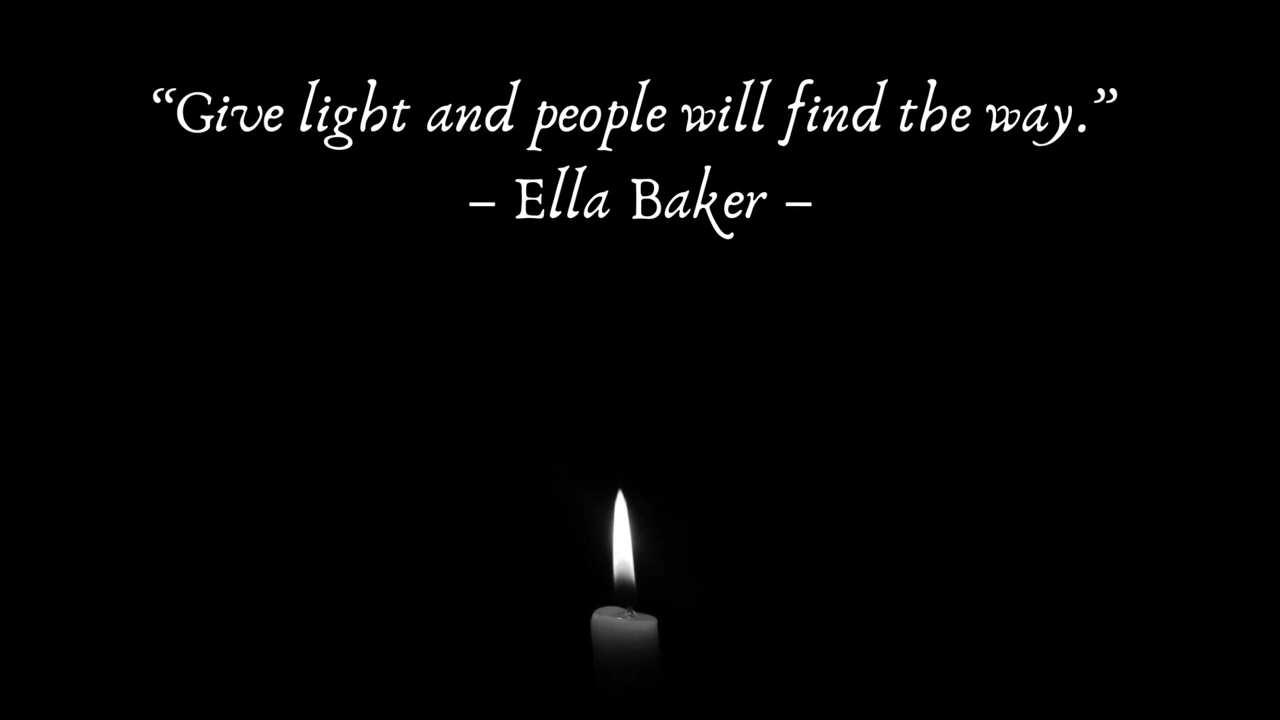 “Give light and people will find the way.”
– Ella Baker –